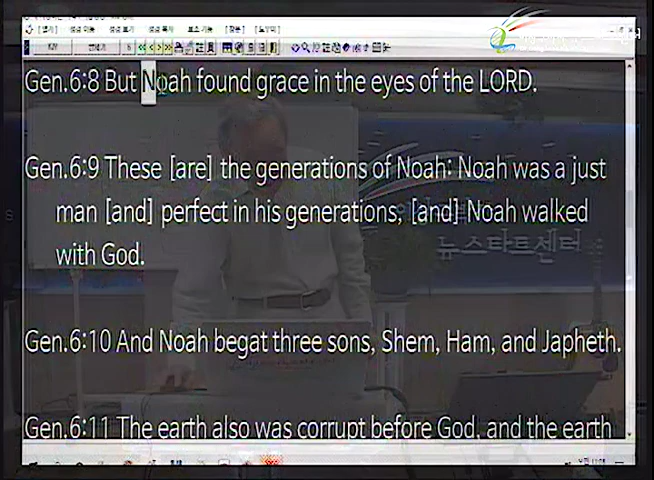 KJV
Gen.6:8 But Noah found grace in the eyes of the LORD.
Gen.6:9 These [are] the generations of Noah: Noah was a just
man [and] perfect in his generations, [and] Noah walked
with God.
뉴스타트센터
Gen.6:10 And Noah begat three sons, Shem, Ham, and Japheth.
Gen.6:11 The earth also was corrupt before God, and the earth